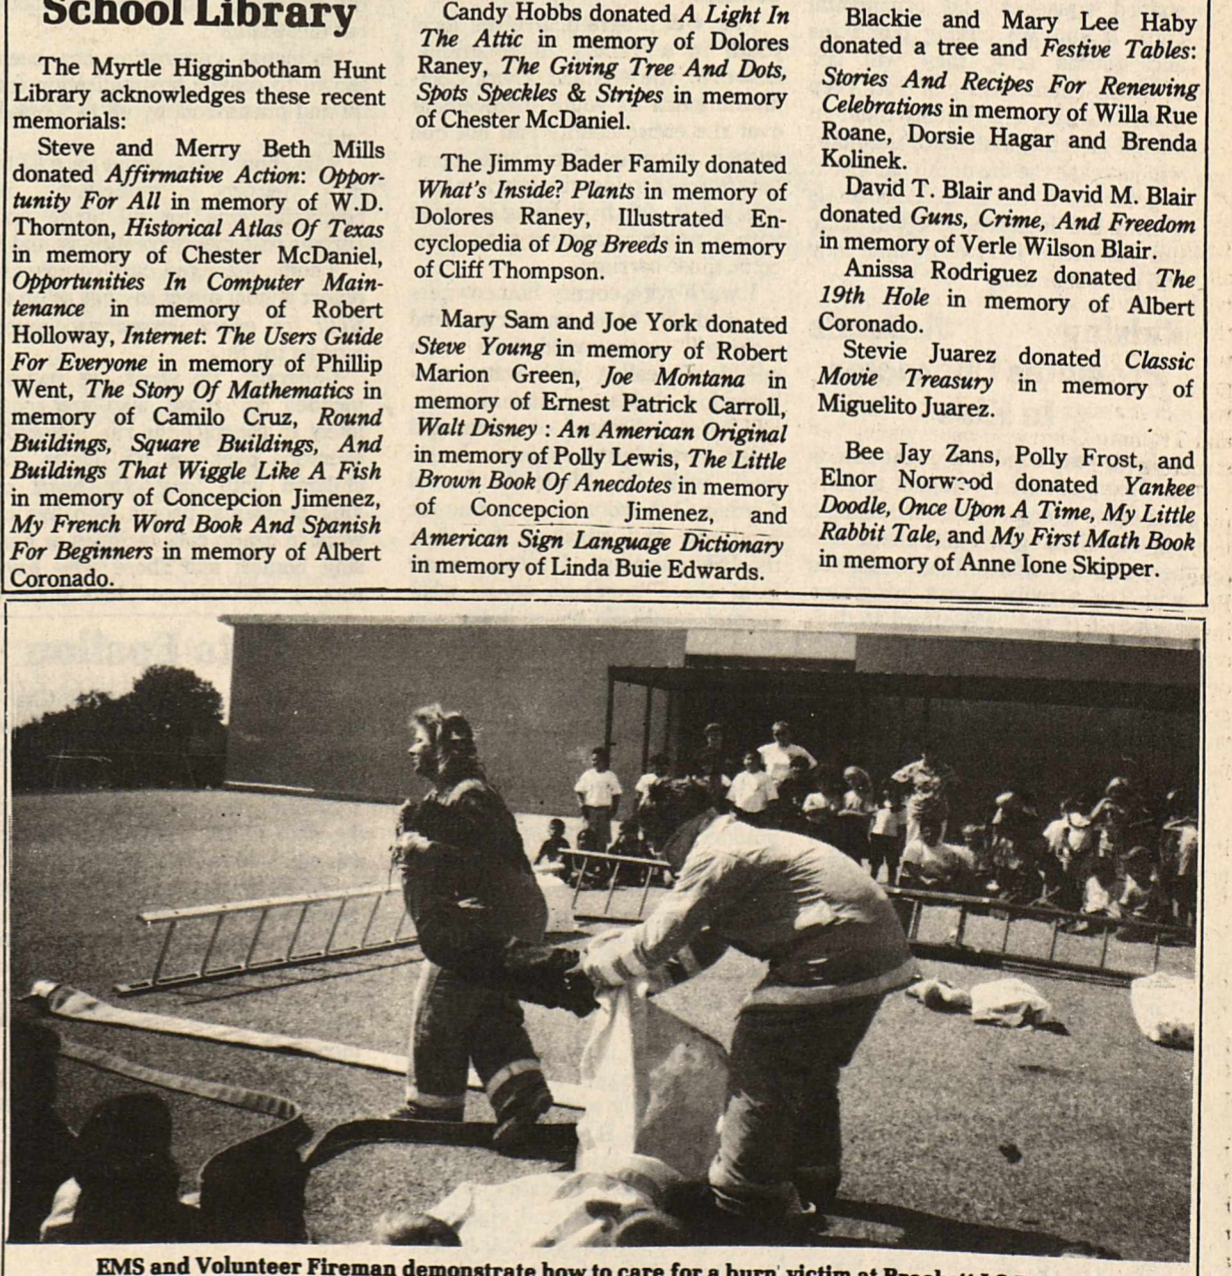 School Library
The Myrtle Higginbotham Hunt
Library acknowledges these recent
memorials:
Steve and Merry Beth Mills
donated Affirmative Action: Oppor-
tunity For All in memory of W.D.
Thornton, Historical Atlas Of Texas
in memory of Chester McDaniel,
Opportunities In Computer Main-
tenance in memory of Robert
Holloway, Internet: The Users Guide
For Everyone in memory of Phillip
Went, The Story Of Mathematics in
memory of Camilo Cruz, Round
Buildings, Square Buildings, And
Buildings That Wiggle Like A Fish
in memory of Concepcion Jimenez,
My French Word Book And Spanish
For Beginners in memory of Albert
Coronado.
Candy Hobbs donated A Light In
The Attic in memory of Dolores
Raney, The Giving Tree And Dots,
Spots Speckles & Stripes in memory
of Chester McDaniel.
The Jimmy Bader Family donated
What's Inside? Plants in memory of
Dolores Raney, Illustrated En-
cyclopedia of Dog Breeds in memory
of Cliff Thompson.
Mary Sam and Joe York donated
Steve Young in memory of Robert
Marion Green, Joe Montana in
memory of Ernest Patrick Carroll,
Walt Disney : An American Original
in memory of Polly Lewis, The Little
Brown Book Of Anecdotes in memory
of Concepcion Jimenez, and
American Sign Language Dictionary
in memory of Linda Buie Edwards.
Blackie and Mary Lee Haby
donated a tree and Festive Tables:
Stories And Recipes For Renewing
Celebrations in memory of Willa Rue
Roane, Dorsie Hagar and Brenda
Kolinek.
David T. Blair and David M. Blair
donated Guns, Crime, And Freedom
in memory of Verle Wilson Blair.
Anissa Rodriguez donated The
19th Hole in memory of Albert
Coronado.
Stevie Juarez donated Classic
Movie Treasury in memory of
Miguelito Juarez.
Bee Jay Zans, Polly Frost, and
Elnor Norwood donated Yankee
Doodle, Once Upon A Time, My Little
Rabbit Tale, and My First Math Book
in memory of Anne Ione Skipper.
EMS and Volunteer Fireman demonstrate how to care for a burn victim at